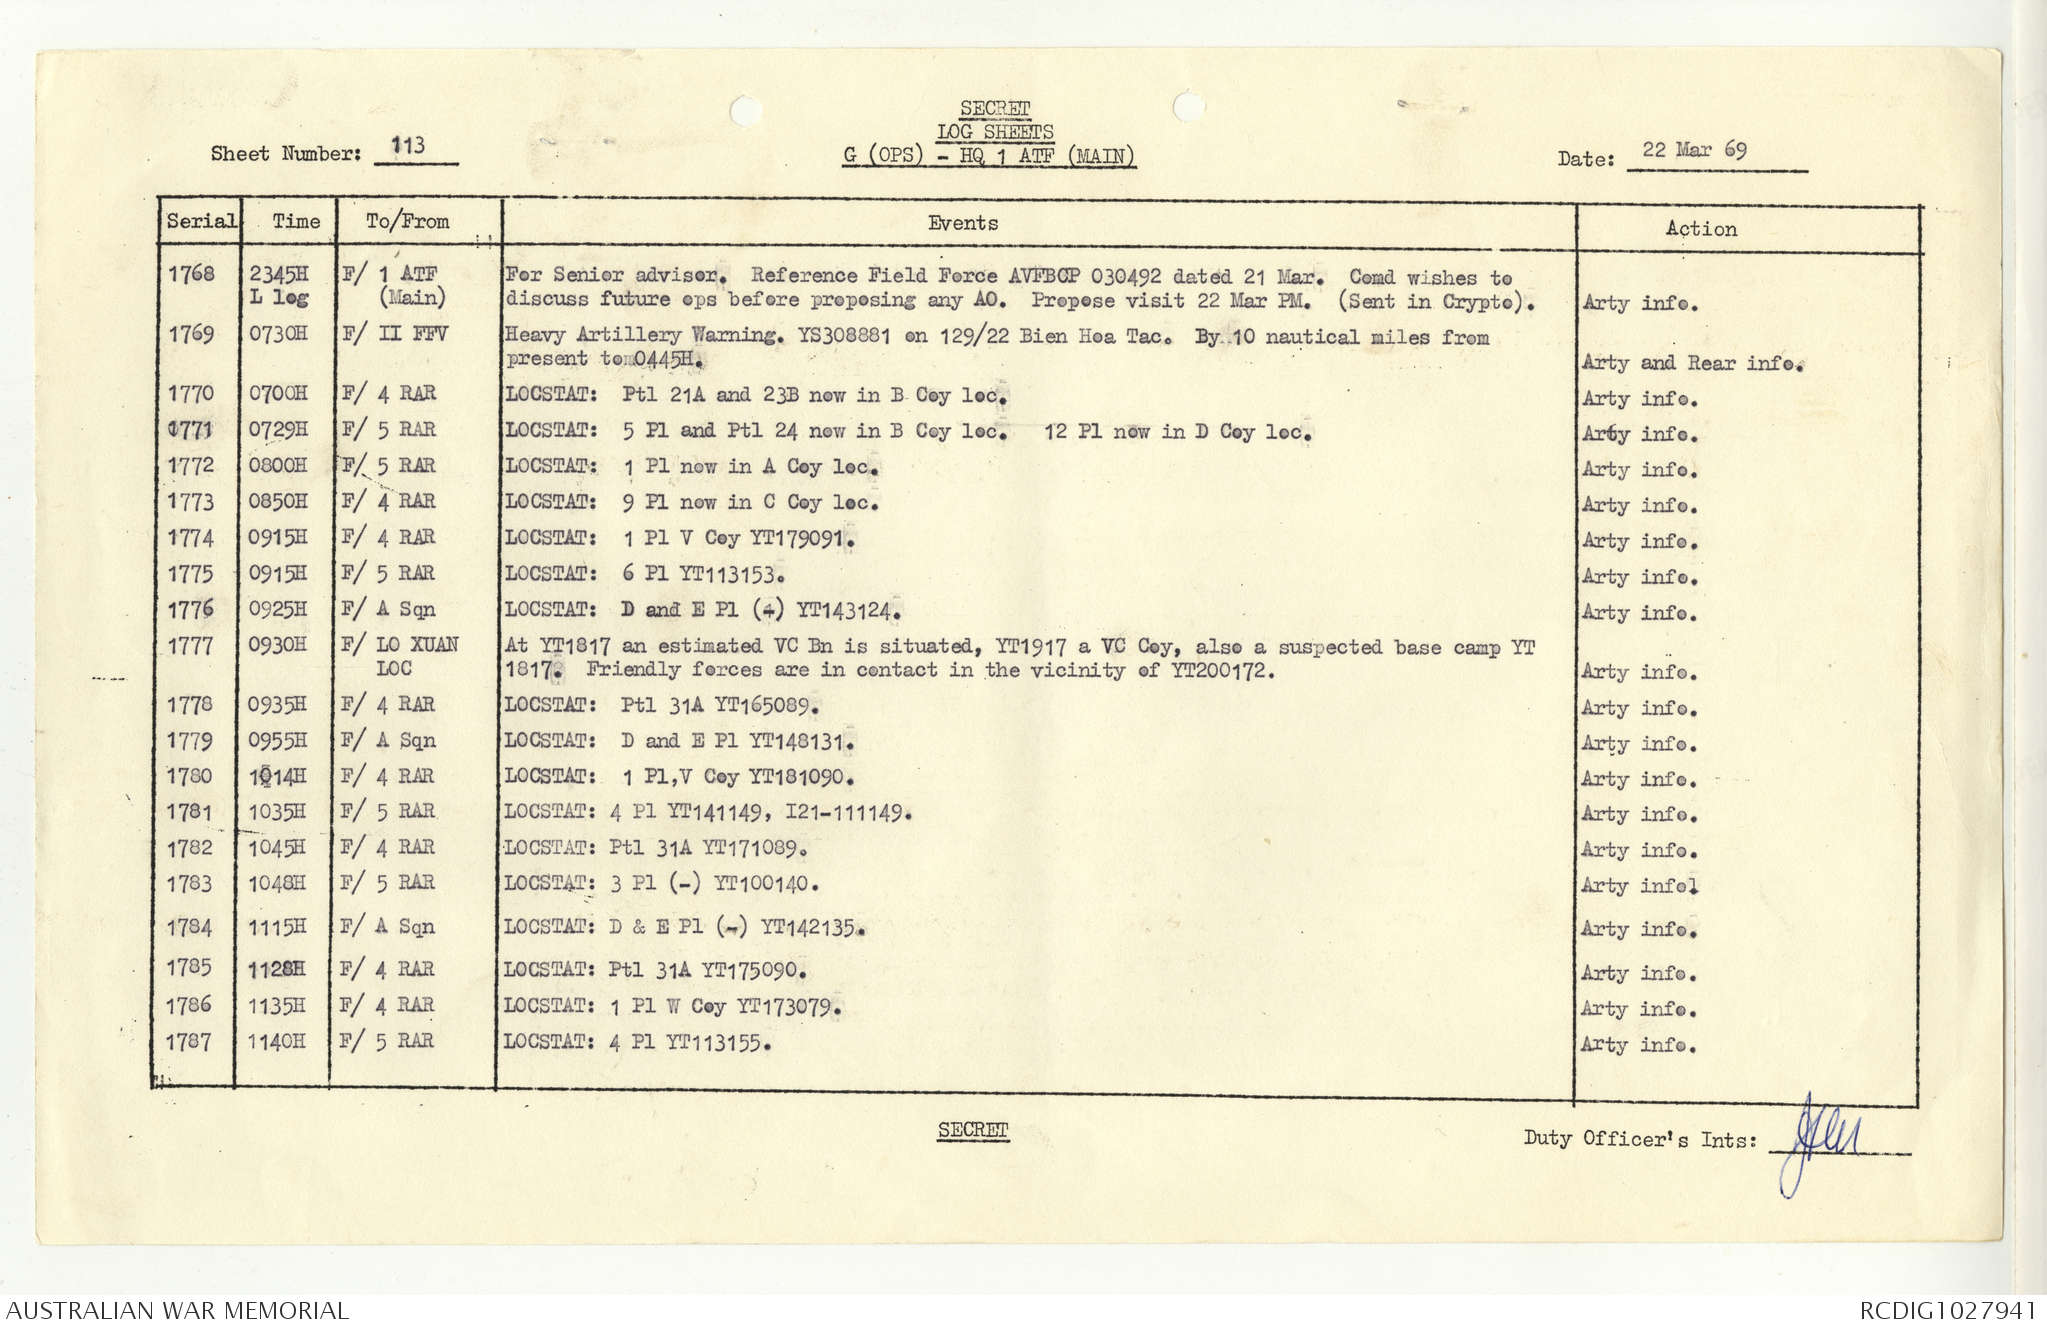 SECRET
LOG SHEETS
G (OPS) - HQ 1 ATF (MAIN)
Sheet Number: 113
Date: 22 Mar 69
Serial Time To/From Events Action
1768 2345H F/ 1 ATF For Senior advisor. Reference Field Force AVFBCP 030492 dated 21 Mar. Comd wishes to
L log (Main) discuss future ops before proposing any AO. Propose visit 22 Mar PM. (Sent in Crypto). Arty info.
1769 0730H F/ II FFV Heavy Artillery Warning. YS308881 on 129/22 Bien Hoa Tac. By 10 nautical miles from
present to 0445H. Arty and Rear info.
1770 0700H F/ 4 RAR LOCSTAT: Ptl 21A and 23B now in B Coy loc. Arty info.
1771 0729H F/ 5 RAR LOCSTAT: 5 Pl and Ptl 24 now in B Coy loc. 12 Pl now in D Coy loc. Arty info.
1772 0800H F/ 5 RAR LOCSTAT: 1 Pl now in A Coy loc. Arty info.
1773 0850H F/ 4 RAR LOCSTAT: 9 Pl now in C Coy loc. Arty info.
1774 0915H F/ 4 RAR LOCSTAT: 1 Pl V Coy YT179091. Arty info.
1775 0915H F/ 5 RAR LOCSTAT: 6 Pl YT113153. Arty info.
1776 0925H F/ A Sqn LOCSTAT: D and E Pl (-) YT143124. Arty info.
1777 0930H F/ LO XUAN At YT1817 an estimated VC Bn is situated, YT1917 a VC Coy, also a suspected base camp YT
LOC 1817. Friendly forces are in contact in the vicinity of YT200172. Arty info.
1778 0935H F/ 4 RAR LOCSTAT: Ptl 31A YT165089. Arty info.
1779 0955H F/ A Sqn LOCSTAT: D and E Pl YT148131. Arty info.
1780 1014H F/ 4 RAR LOCSTAT: 1 Pl,V Coy YT181090. Arty info.
1781 1035H F/ 5 RAR LOCSTAT: 4 Pl YT141149, I21-111149. Arty info.
1782 1045H F/ 4 RAR LOCSTAT: Ptl 31A YT171089. Arty info.
1783 1048H F/ 5 RAR LOCSTAT: 3 Pl (-) YT100140. Arty infol
1784 1115H F/ A Sqn LOCSTAT: D & E Pl (-) YT142135. Arty info.
1785 1128H F/ 4 RAR LOCSTAT: Ptl 31A YT175090. Arty info.
1786 1135H F/ 4 RAR LOCSTAT: 1 Pl W Coy YT173079. Arty info.
1787 1140H F/ 5 RAR LOCSTAT: 4 Pl YT113155. Arty info.
SECRET
Duty Officer's Ints:
AUSTRALIAN WAR MEMORIAL
RCDIG1027941